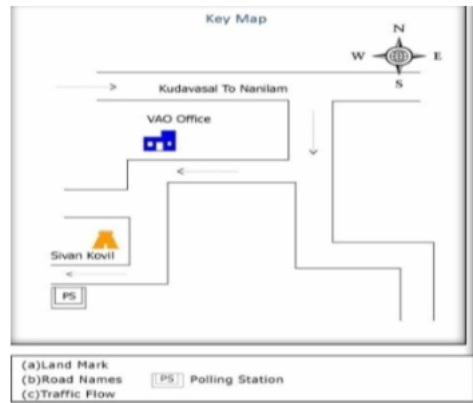 Key Map
N
W E
S
Kudavasal To Nanilam
VAO Office
Sivan Kovil
PS
(a)Land Mark
(b)Road Names PS Polling Station
(c)Traffic Flow